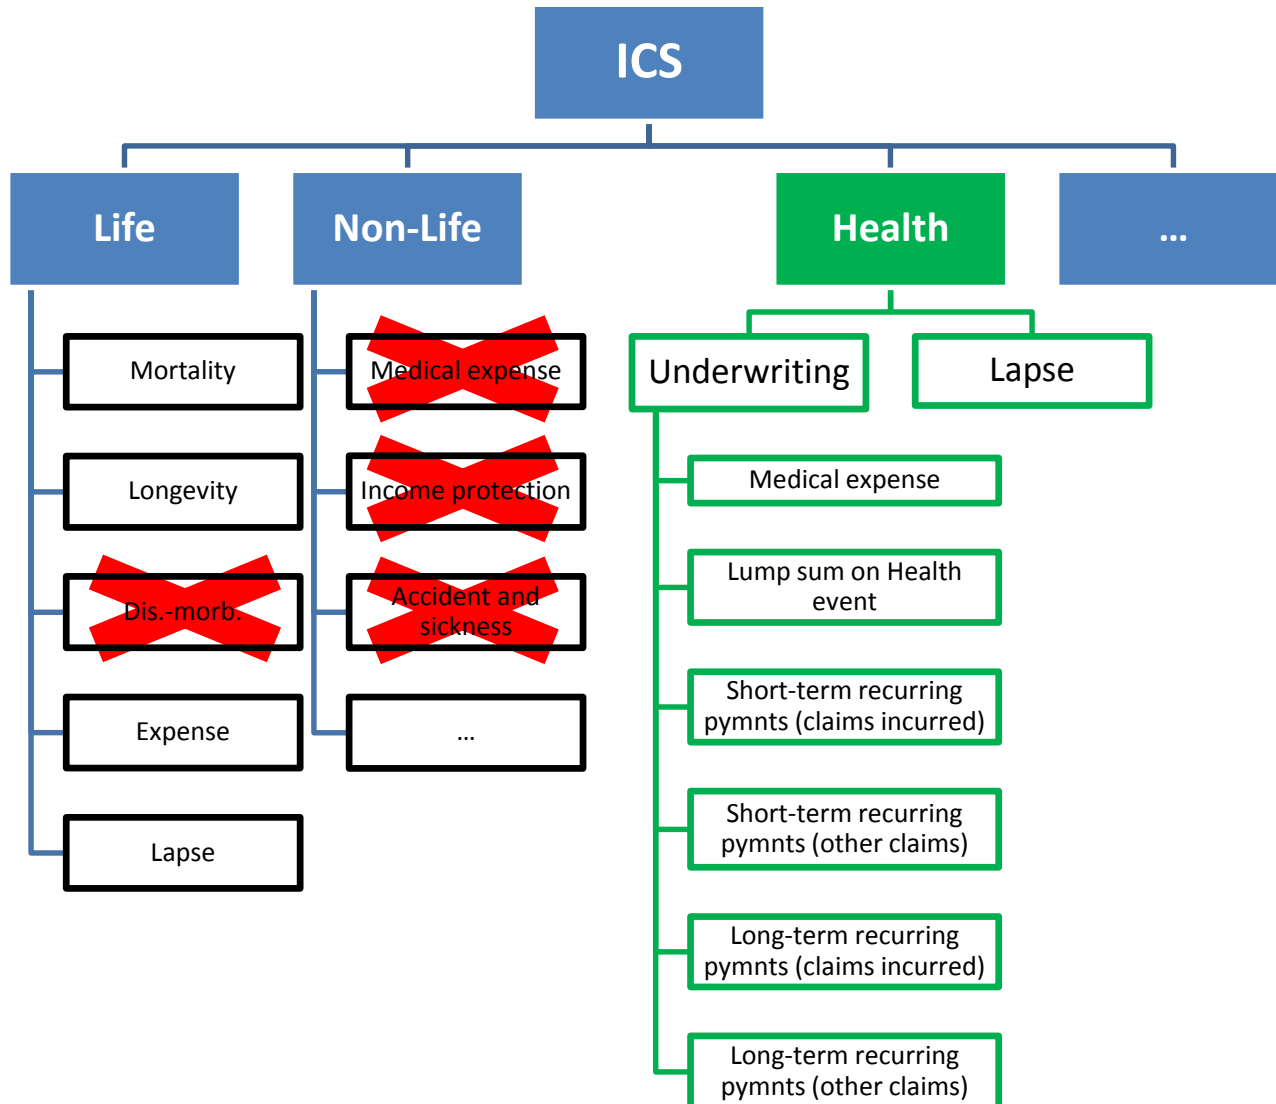 ICS
Life
Non-Life
Health
...
Mortality
Longevity
Dis.-morb.
Expense
Lapse
Medical expense
Income protection
Accident and
sickness
...
Underwriting
Lapse
Medical expense
Lump sum on Health
event
Short-term recurring
pymnts (claims incurred)
Short-term recurring
pymnts (other claims)
Long-term recurring
pymnts (claims incurred)
Long-term recurring
pymnts (other claims)